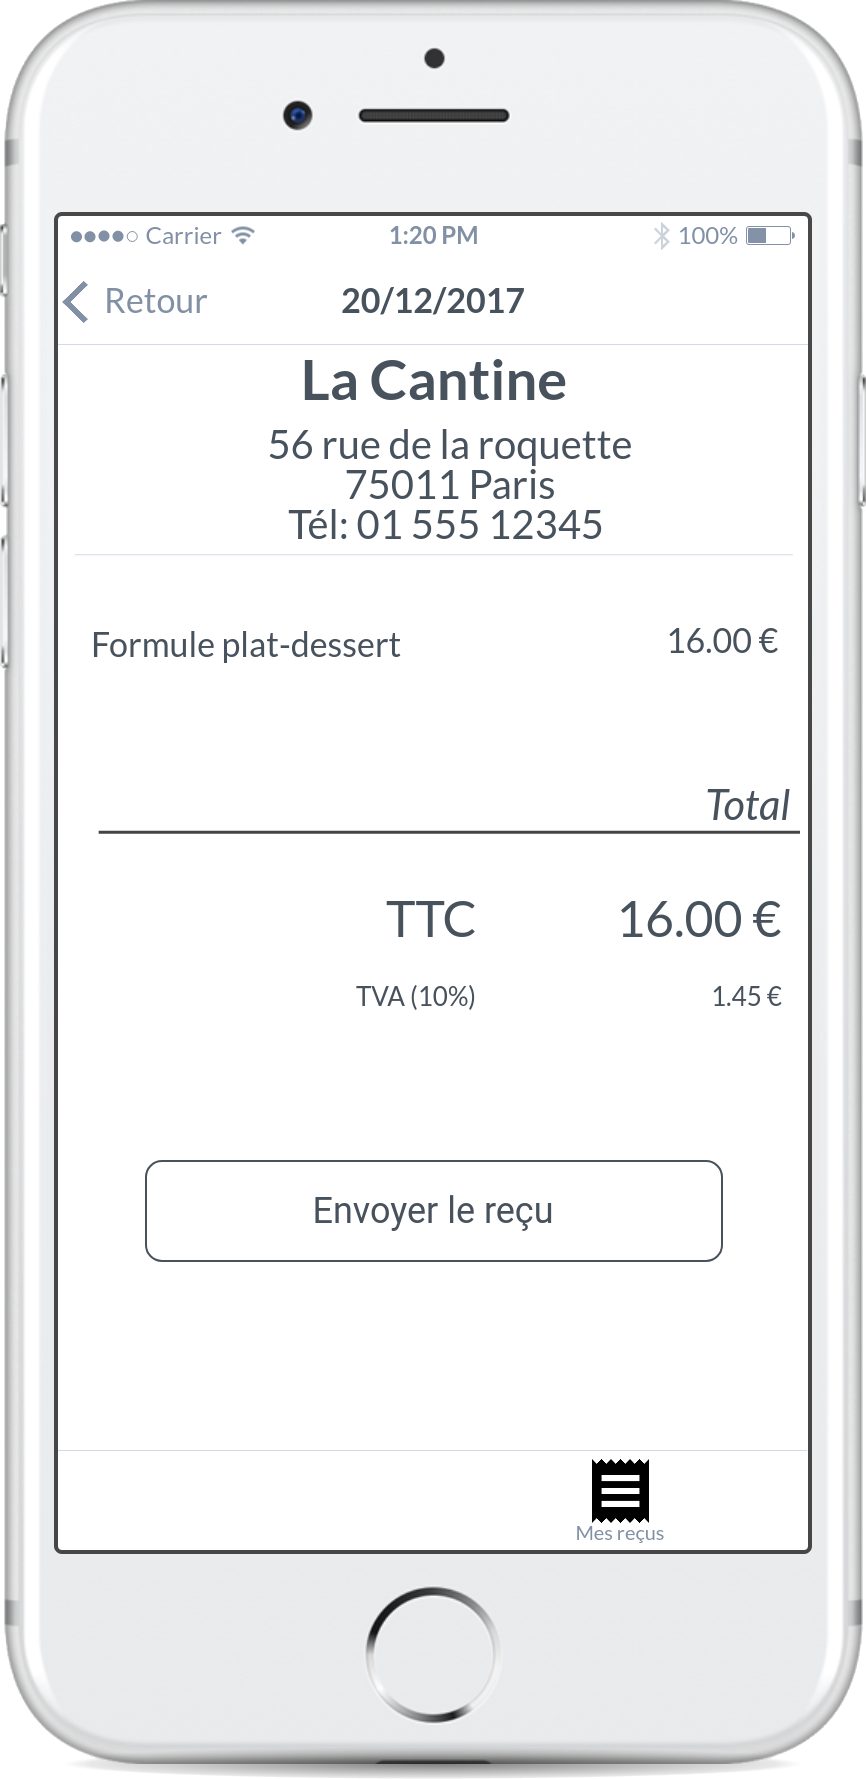 Carrier 1:20 PM 100%
Retour 20/12/2017
La Cantine
56 rue de la roquette
75011 Paris
Tél: 01 555 12345
Formule plat-dessert 16.00 €
Total
TTC 16.00 €
TVA (10%) 1.45 €
Envoyer le reçu
Mes reçus